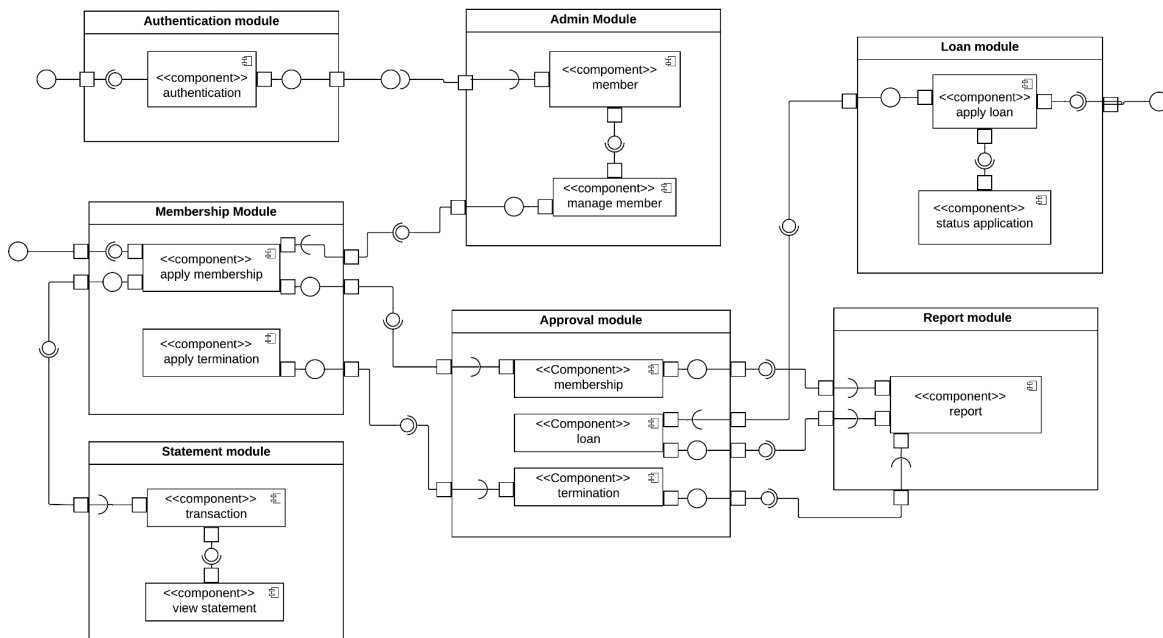 Authentication module
<<component>>
authentication
Admin Module
<<compoment>>
member
<<component>>
manage member
Loan module
<<component>>
apply loan
<<component>>
status application
Membership Module
<<component>>
apply membership
<<component>>
apply termination
Approval module
<<Component>>
membership
<<Component>>
loan
<<Component>>
termination
Report module
<<component>>
report
Statement module
<<component>>
transaction
<<component>>
view statement